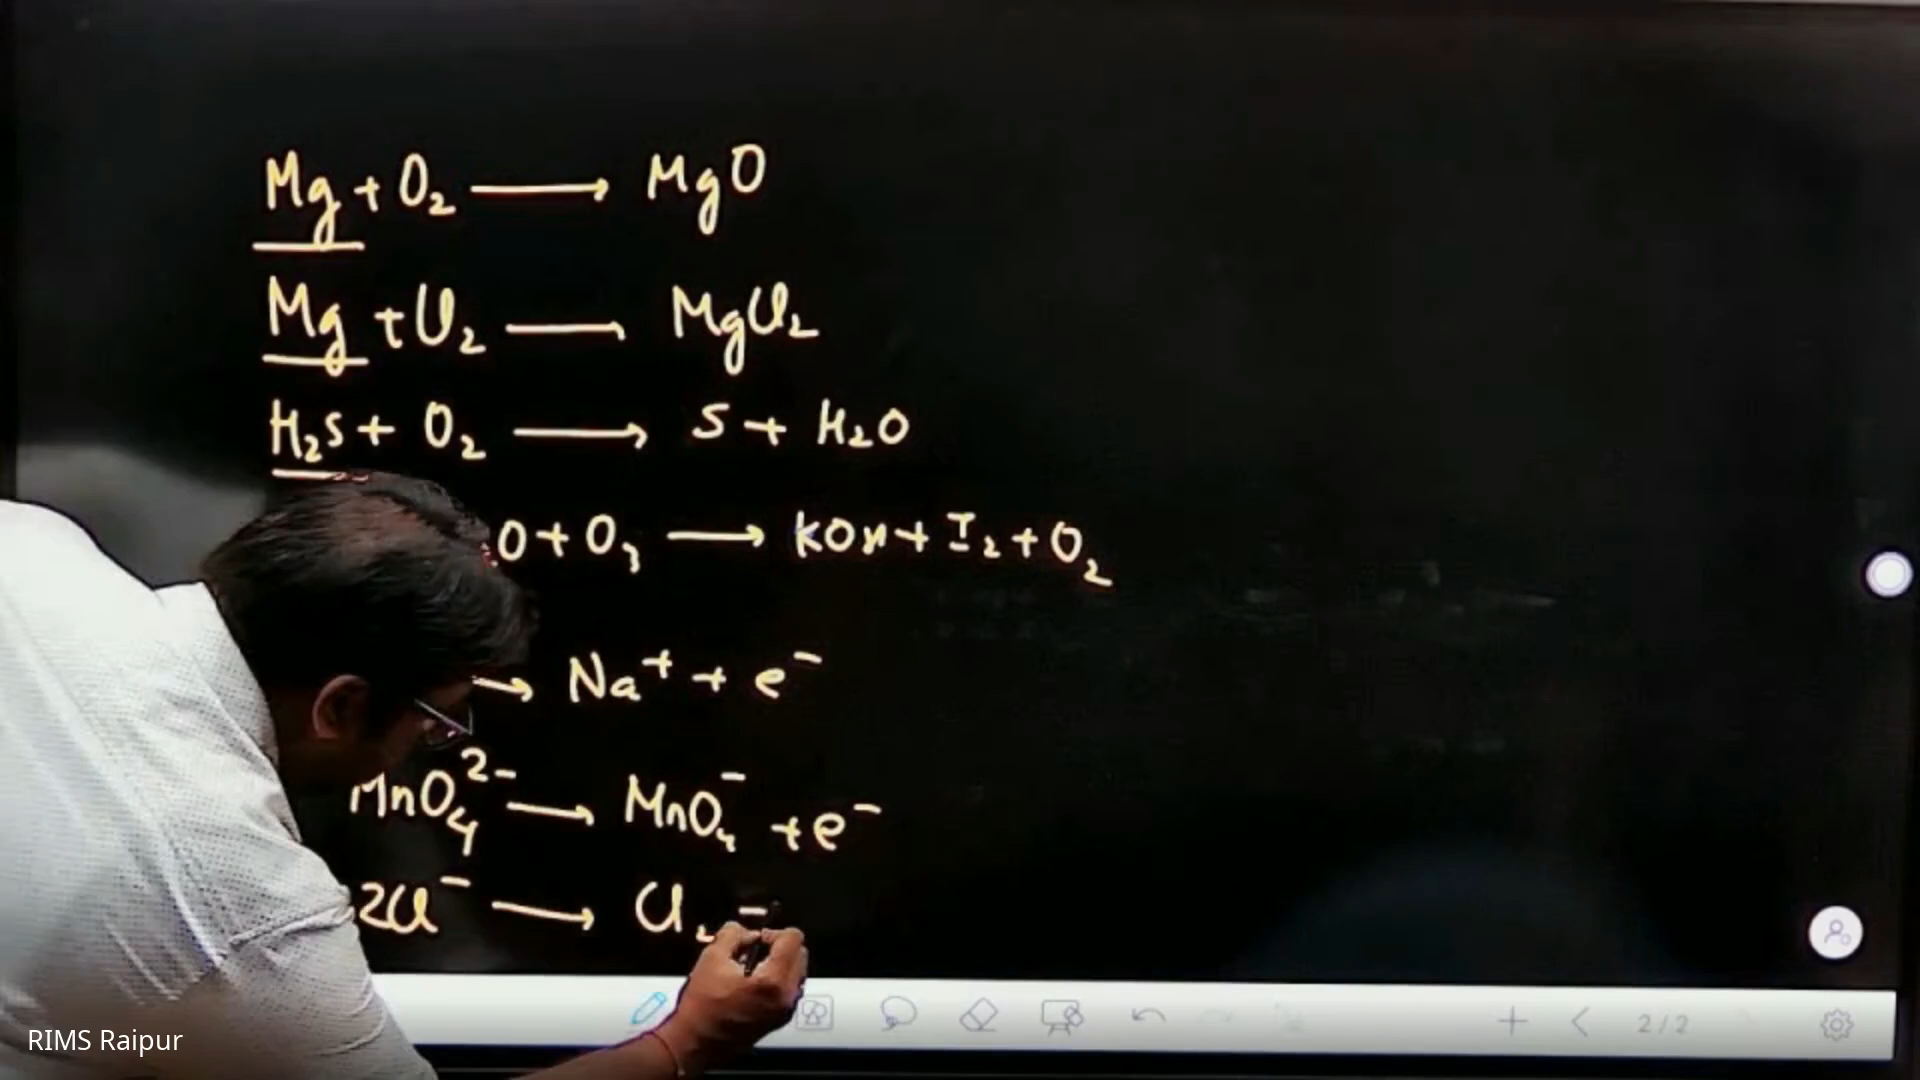 Mg + O₂ ⟶ MgO
Mg + Cl₂ ⟶ MgCl₂
H₂S + O₂ ⟶ S + H₂O
O + O₃ ⟶ KOH + I₂ + O₂
⟶ Na⁺ + e⁻
MnO₄²⁻ ⟶ MnO₄⁻ + e⁻
2Cl⁻ ⟶ Cl₂
2/2
RIMS Raipur